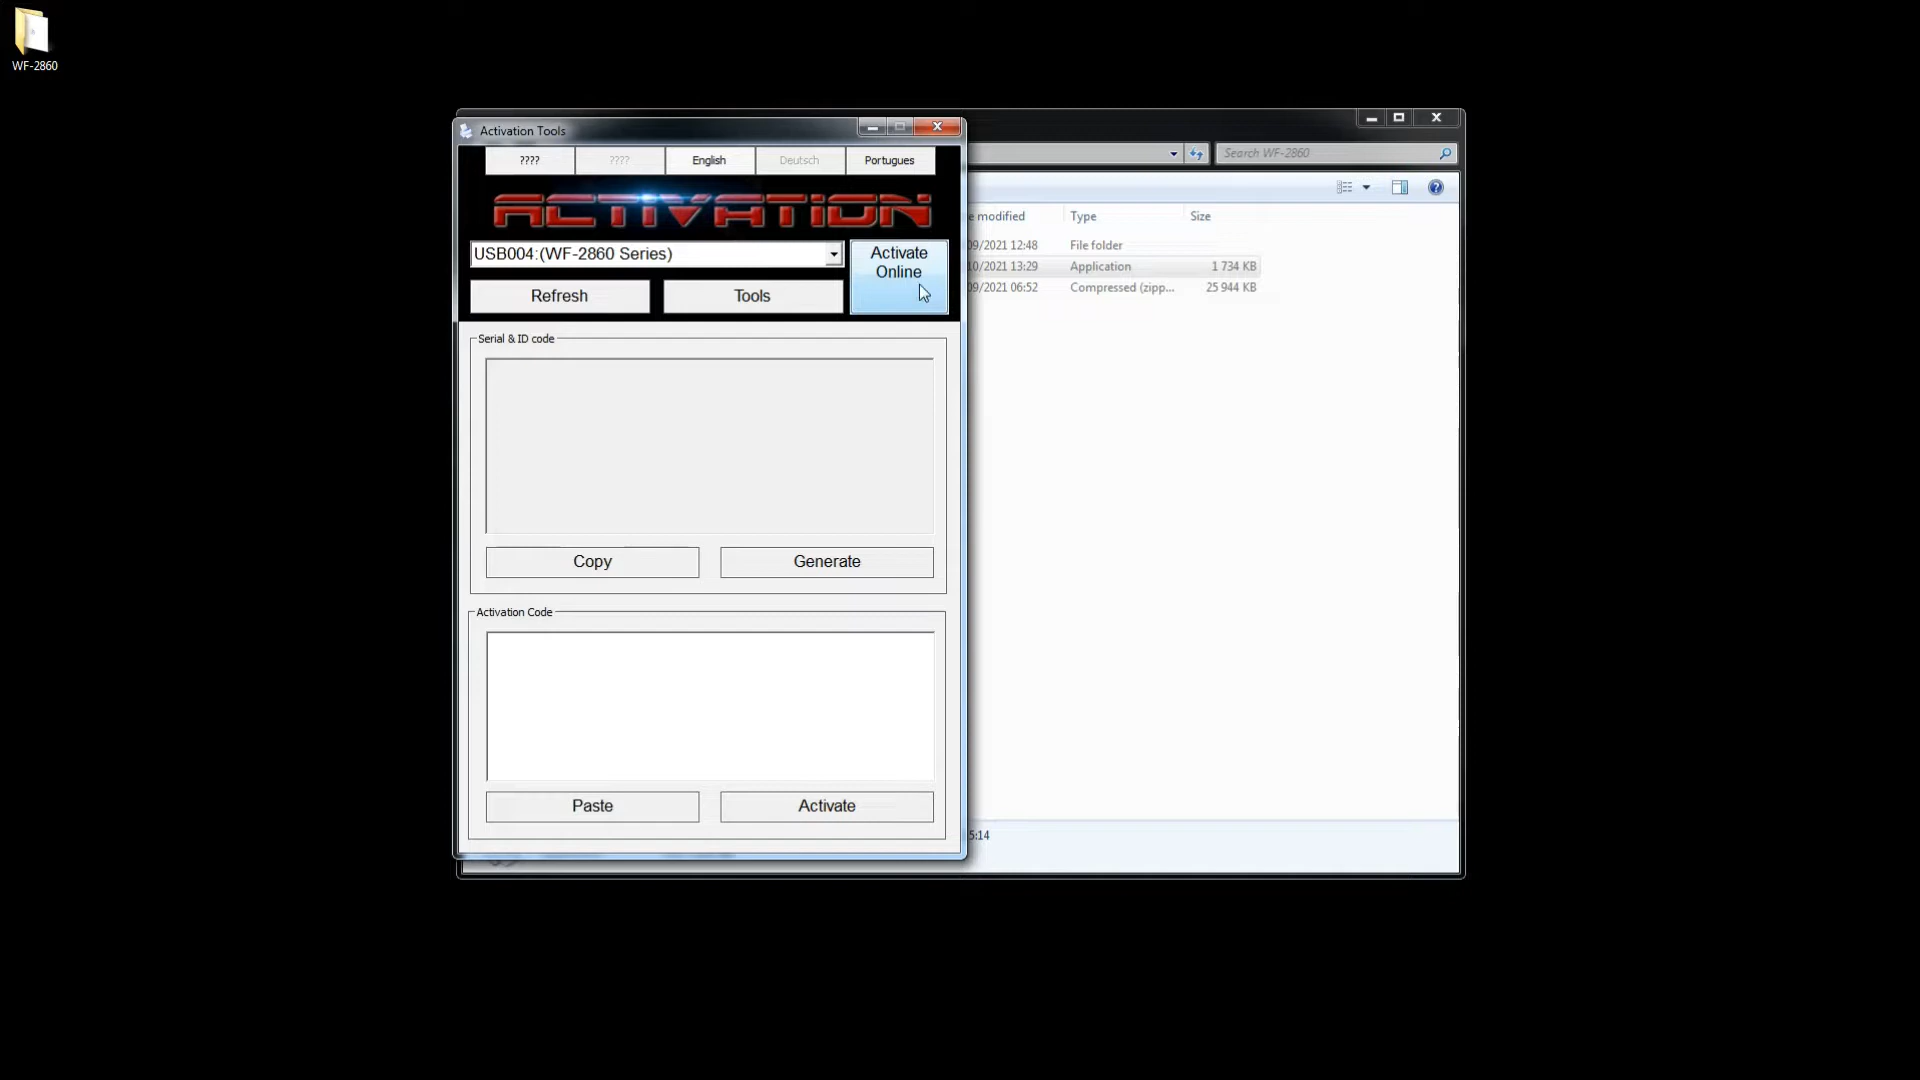 WF-2860
Activation Tools
???? ???? English Deutsch Portugues
ACTIVATION
USB004:(WF-2860 Series)
Activate
Online
Refresh Tools
Serial & ID code
Copy Generate
Activation Code
Paste Activate
Search WF-2860
e modified Type Size
09/2021 12:48 File folder
10/2021 13:29 Application 1 734 KB
09/2021 06:52 Compressed (zipp... 25 944 KB
5:14